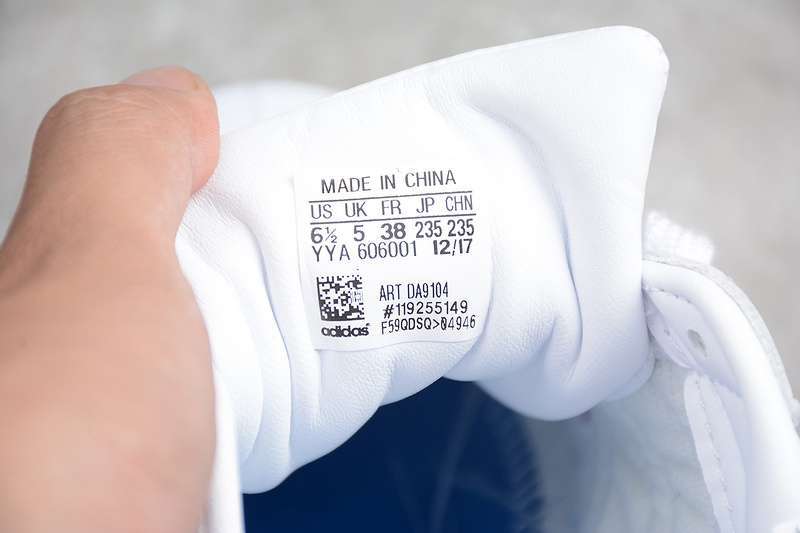 MADE IN CHINA
US UK FR JP CHN
6½ 5 38 235 235
YYA 606001 12/17
ART DA9104
#119255149
F59QDSQ>04946
adidas